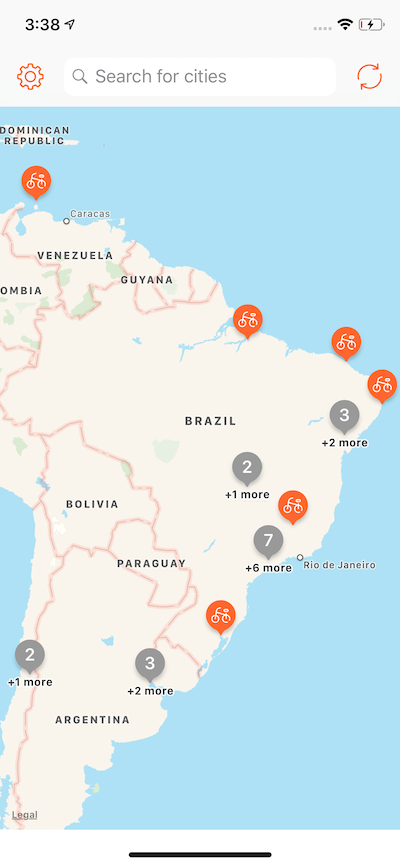 3:38
Search for cities
DOMINICAN
REPUBLIC
Caracas
VENEZUELA
GUYANA
OMBIA
BRAZIL
3
+2 more
2
+1 more
BOLIVIA
7
+6 more
Rio de Janeiro
PARAGUAY
2
+1 more
3
+2 more
ARGENTINA
Legal